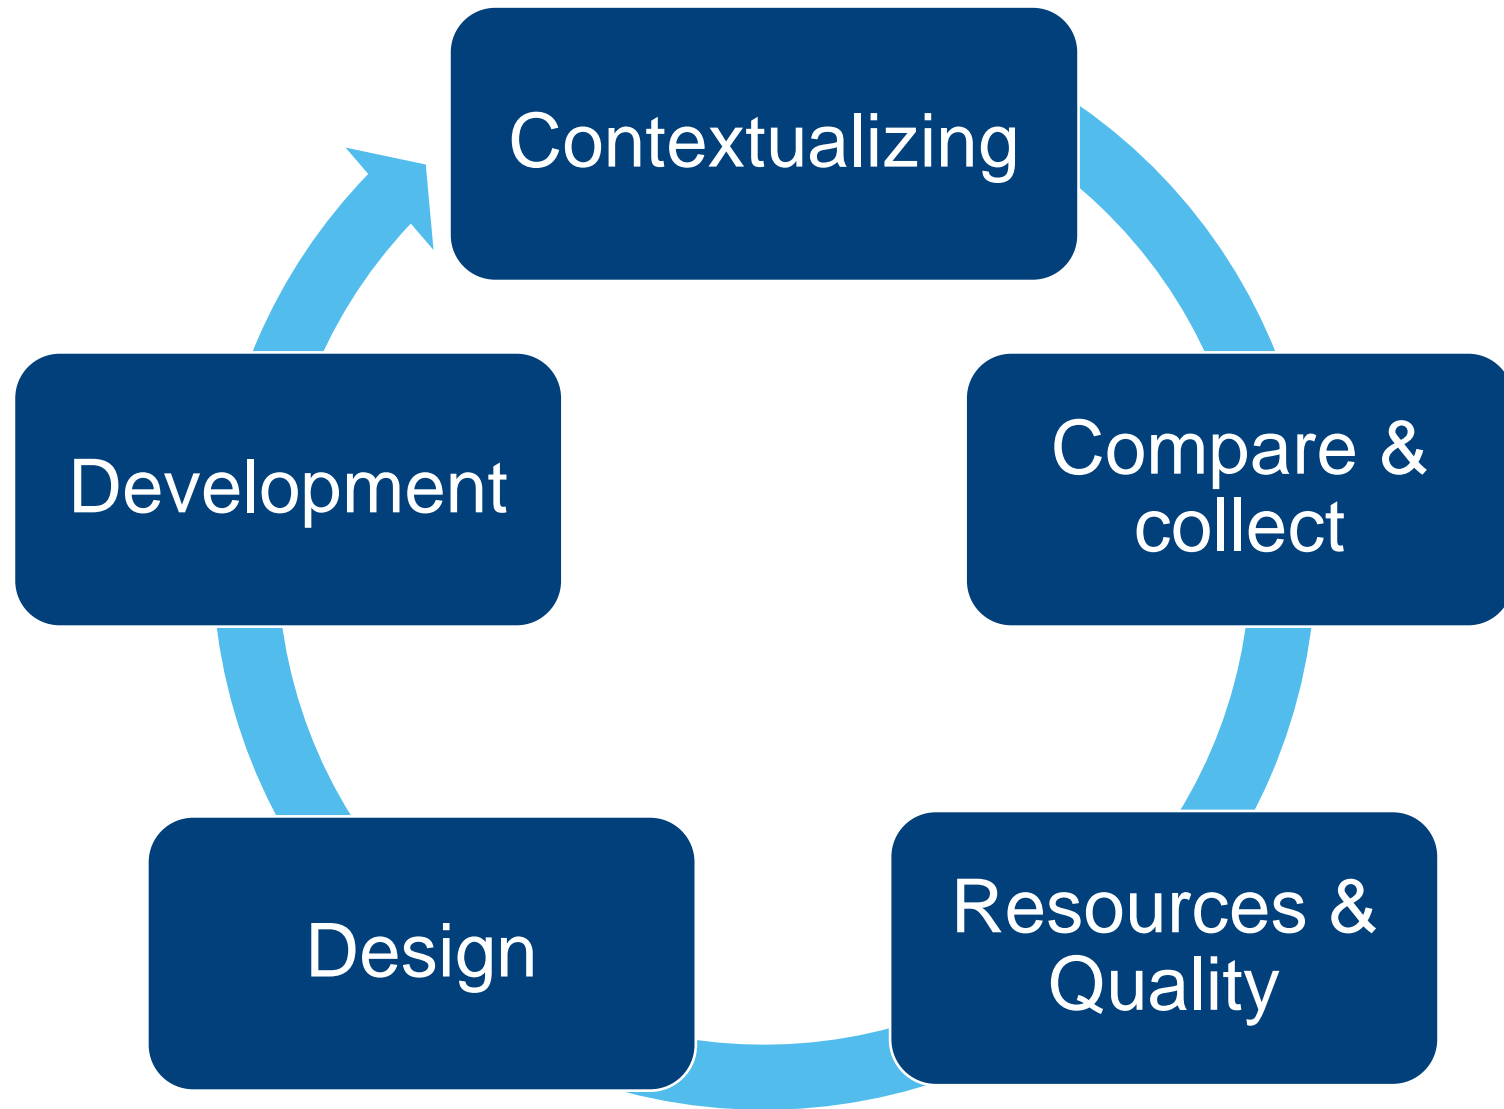 Contextualizing
Compare &
collect
Resources &
Quality
Design
Development